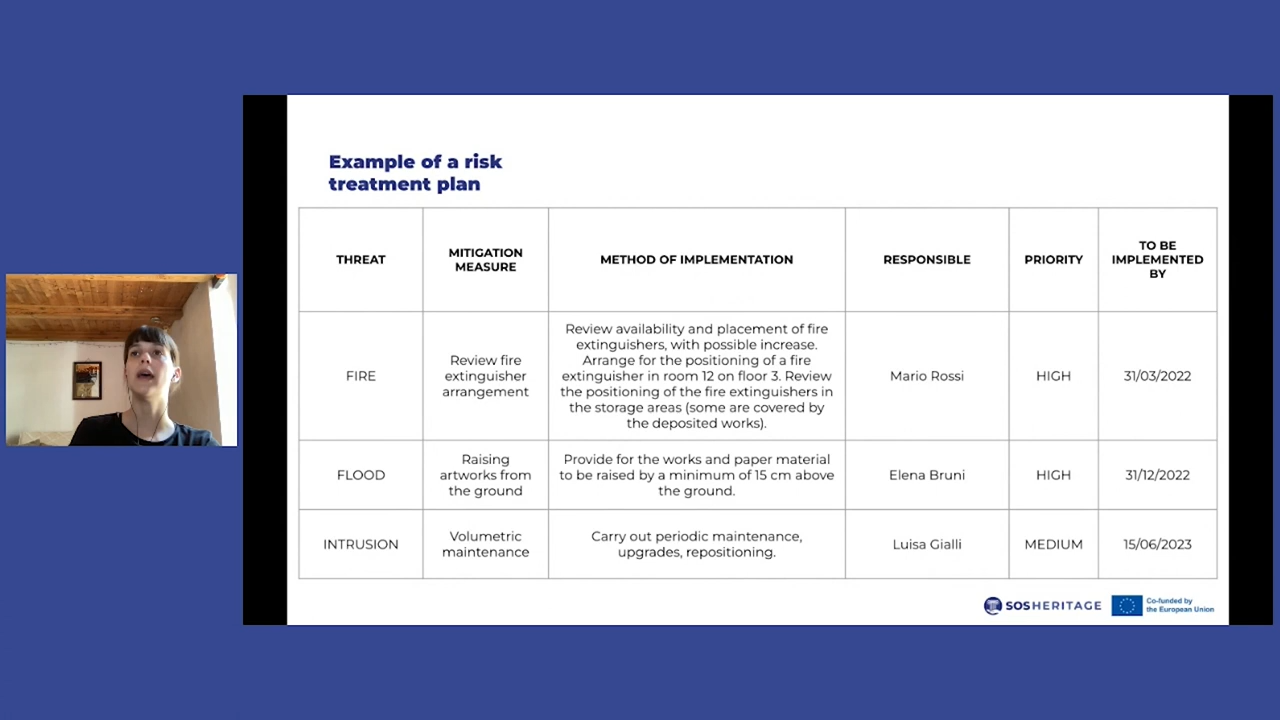 Example of a risk
treatment plan
THREAT
MITIGATION
MEASURE
METHOD OF IMPLEMENTATION
RESPONSIBLE
PRIORITY
TO BE
IMPLEMENTED
BY
FIRE
Review fire
extinguisher
arrangement
Review availability and placement of fire
extinguishers, with possible increase.
Arrange for the positioning of a fire
extinguisher in room 12 on floor 3. Review
the positioning of the fire extinguishers in
the storage areas (some are covered by
the deposited works).
Mario Rossi
HIGH
31/03/2022
FLOOD
Raising
artworks from
the ground
Provide for the works and paper material
to be raised by a minimum of 15 cm above
the ground.
Elena Bruni
HIGH
31/12/2022
INTRUSION
Volumetric
maintenance
Carry out periodic maintenance,
upgrades, repositioning.
Luisa Gialli
MEDIUM
15/06/2023
SOSHERITAGE
Co-funded by
the European Union